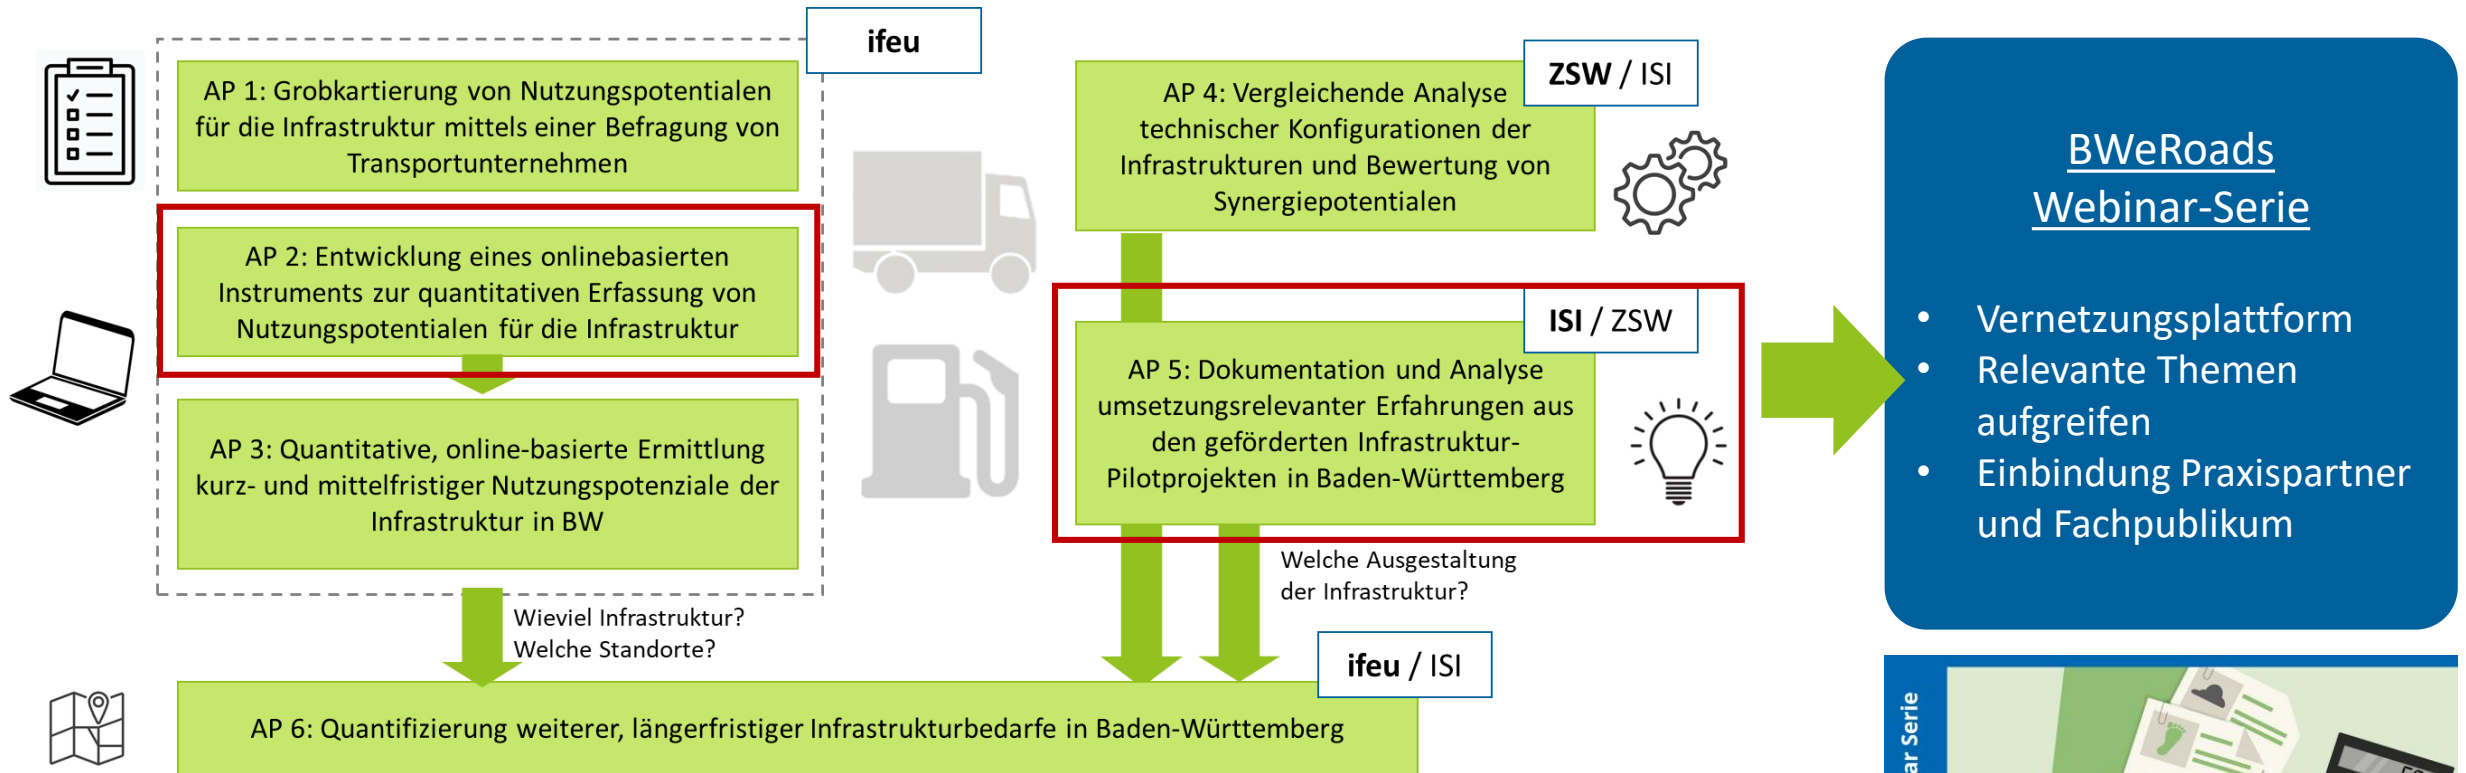 ifeu
AP 1: Grobkartierung von Nutzungspotentialen
für die Infrastruktur mittels einer Befragung von
Transportunternehmen
AP 2: Entwicklung eines onlinebasierten
Instruments zur quantitativen Erfassung von
Nutzungspotentialen für die Infrastruktur
AP 3: Quantitative, online-basierte Ermittlung
kurz- und mittelfristiger Nutzungspotenziale der
Infrastruktur in BW
Wieviel Infrastruktur?
Welche Standorte?
ZSW / ISI
AP 4: Vergleichende Analyse
technischer Konfigurationen der
Infrastrukturen und Bewertung von
Synergiepotentialen
ISI / ZSW
AP 5: Dokumentation und Analyse
umsetzungsrelevanter Erfahrungen aus
den geförderten Infrastruktur-
Pilotprojekten in Baden-Württemberg
Welche Ausgestaltung
der Infrastruktur?
ifeu / ISI
AP 6: Quantifizierung weiterer, längerfristiger Infrastrukturbedarfe in Baden-Württemberg
BWeRoads
Webinar-Serie
• Vernetzungsplattform
• Relevante Themen
aufgreifen
• Einbindung Praxispartner
und Fachpublikum
Serie